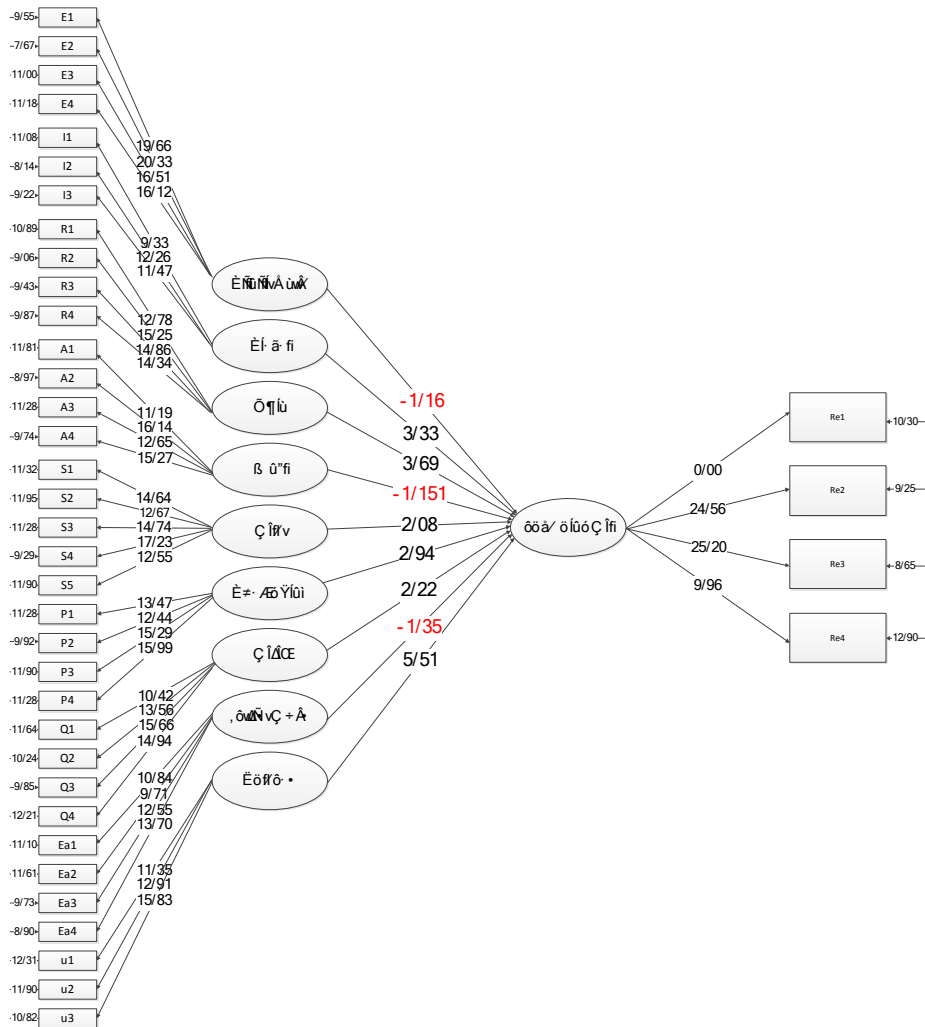 –9/55 E1
–7/67 E2
·11/00 E3
·11/18 E4
·11/08 I1
–8/14 I2
–9/22 I3
·10/89 R1
–9/06 R2
–9/43 R3
–9/87 R4
·11/81 A1
–8/97 A2
·11/28 A3
–9/74 A4
·11/32 S1
·11/95 S2
·11/28 S3
–9/29 S4
·11/90 S5
·11/28 P1
–9/92 P2
·11/90 P3
·11/28 P4
·11/64 Q1
·10/24 Q2
–9/85 Q3
·12/21 Q4
·11/10 Ea1
·11/61 Ea2
–9/73 Ea3
–8/90 Ea4
·12/31 u1
·11/90 u2
·10/82 u3
19/66
20/33
16/51
16/12
9/33
12/26
11/47
12/78
15/25
14/86
14/34
11/19
16/14
12/65
15/27
14/64
12/67
14/74
17/23
12/55
13/47
12/44
15/29
15/99
10/42
13/56
15/66
14/94
10/84
9/71
12/55
13/70
11/35
12/91
15/83
-1/16
3/33
3/69
-1/151
2/08
2/94
2/22
-1/35
5/51
0/00
24/56
25/20
9/96
Re1 10/30–
Re2 9/25–
Re3 8/65–
Re4 12/90–